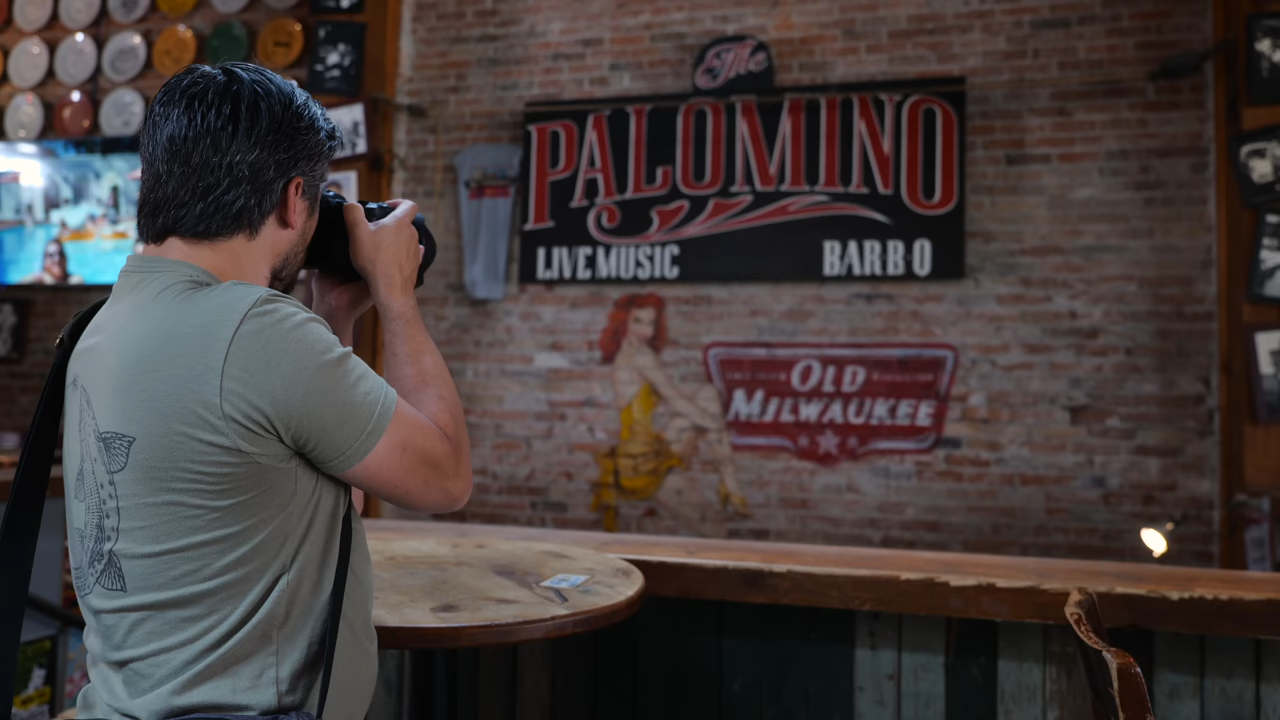 The
PALOMINO
LIVE MUSIC
BAR-B-Q
OLD
MILWAUKEE